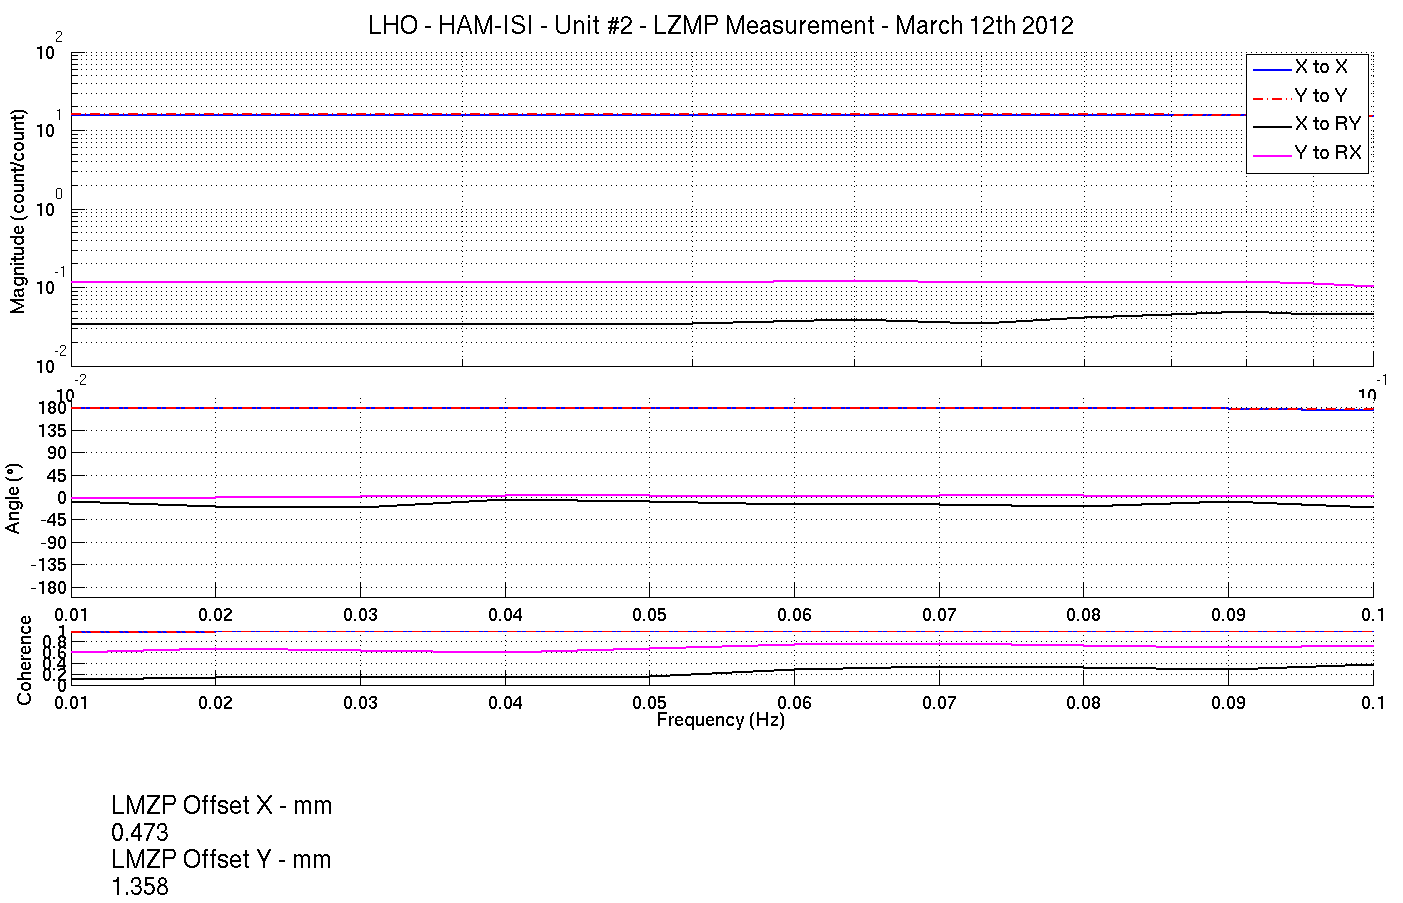 LHO - HAM-ISI - Unit #2 - LZMP Measurement - March 12th 2012
Magnitude (count/count)
10^2
10^1
10^0
10^-1
10^-2
X to X
Y to Y
X to RY
Y to RX
10^-2 10^-1
Angle (°)
180
135
90
45
0
-45
-90
-135
-180
0.01 0.02 0.03 0.04 0.05 0.06 0.07 0.08 0.09 0.1
Coherence
1
0.8
0.6
0.4
0.2
0
0.01 0.02 0.03 0.04 0.05 0.06 0.07 0.08 0.09 0.1
Frequency (Hz)
LMZP Offset X - mm
0.473
LMZP Offset Y - mm
1.358